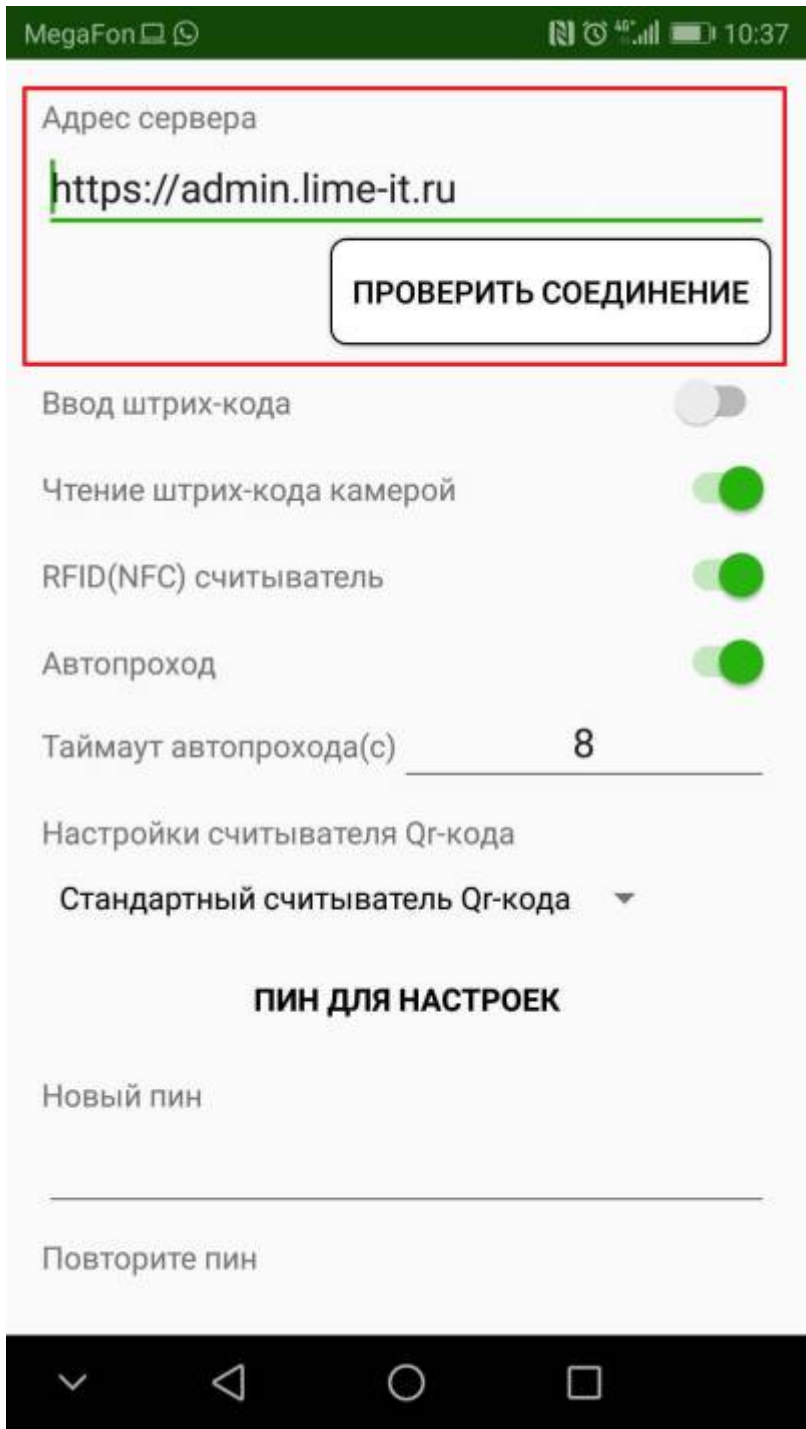 MegaFon 10:37
Адрес сервера
https://admin.lime-it.ru
ПРОВЕРИТЬ СОЕДИНЕНИЕ
Ввод штрих-кода
Чтение штрих-кода камерой
RFID(NFC) считыватель
Автопроход
Таймаут автопрохода(с) 8
Настройки считывателя Qr-кода
Стандартный считыватель Qr-кода
ПИН ДЛЯ НАСТРОЕК
Новый пин
Повторите пин